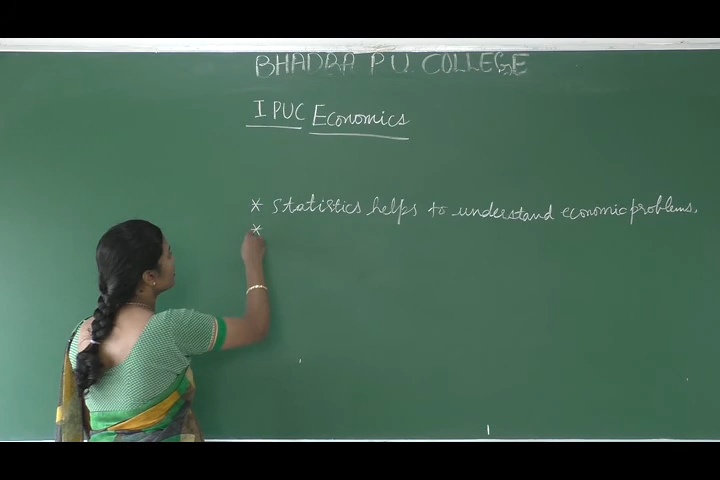 BHADRA P U. COLLEGE
I PUC Economics
* Statistics helps to understand economic problems.
*